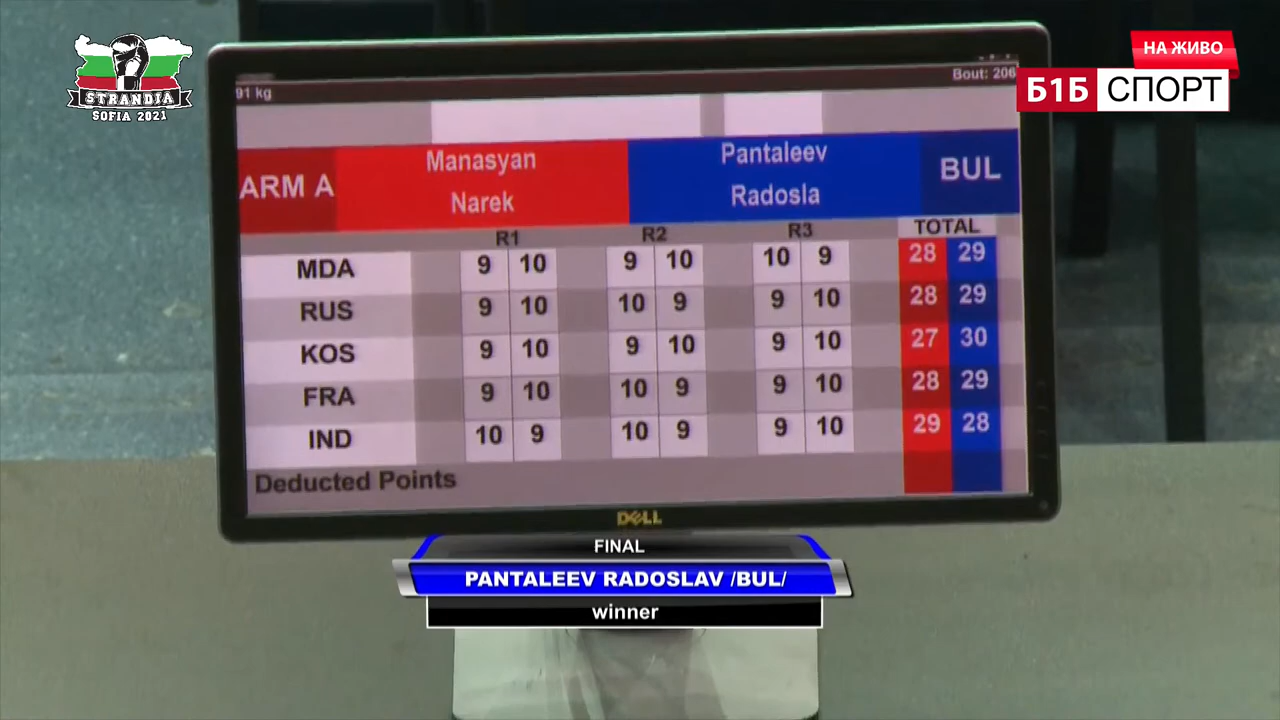 STRANDJA
SOFIA 2021
НА ЖИВО
Б1Б СПОРТ
91 kg
Bout: 206
ARM A
Manasyan
Narek
Pantaleev
Radosla
BUL
R1 R2 R3 TOTAL
MDA 9 10 9 10 10 9 28 29
RUS 9 10 10 9 9 10 28 29
KOS 9 10 9 10 9 10 27 30
FRA 9 10 10 9 9 10 28 29
IND 10 9 10 9 9 10 29 28
Deducted Points
DELL
FINAL
PANTALEEV RADOSLAV /BUL/
winner